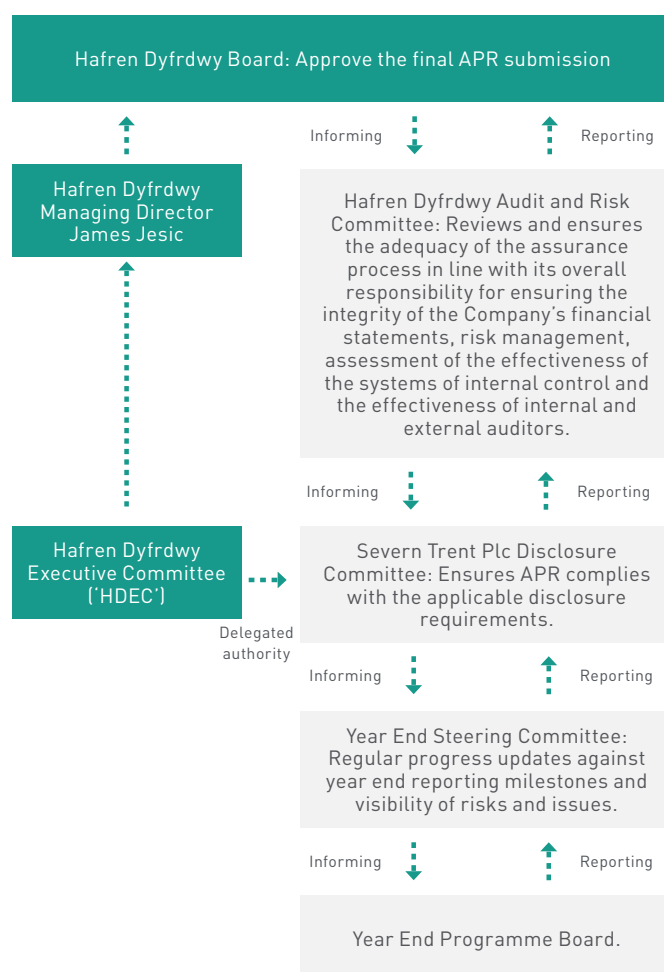 Hafren Dyfrdwy Board: Approve the final APR submission
Informing
Reporting
Hafren Dyfrdwy
Managing Director
James Jesic
Hafren Dyfrdwy Audit and Risk
Committee: Reviews and ensures
the adequacy of the assurance
process in line with its overall
responsibility for ensuring the
integrity of the Company’s financial
statements, risk management,
assessment of the effectiveness of
the systems of internal control and
the effectiveness of internal and
external auditors.
Informing
Reporting
Hafren Dyfrdwy
Executive Committee
(‘HDEC’)
Delegated
authority
Severn Trent Plc Disclosure
Committee: Ensures APR complies
with the applicable disclosure
requirements.
Informing
Reporting
Year End Steering Committee:
Regular progress updates against
year end reporting milestones and
visibility of risks and issues.
Informing
Reporting
Year End Programme Board.